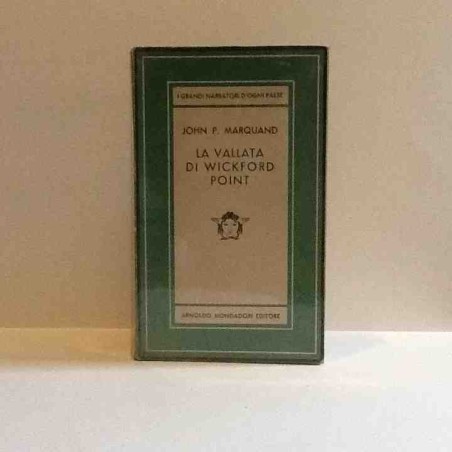 I GRANDI NARRATORI D'OGNI PAESE
JOHN P. MARQUAND
LA VALLATA
DI WICKFORD
POINT
ARNOLDO MONDADORI EDITORE